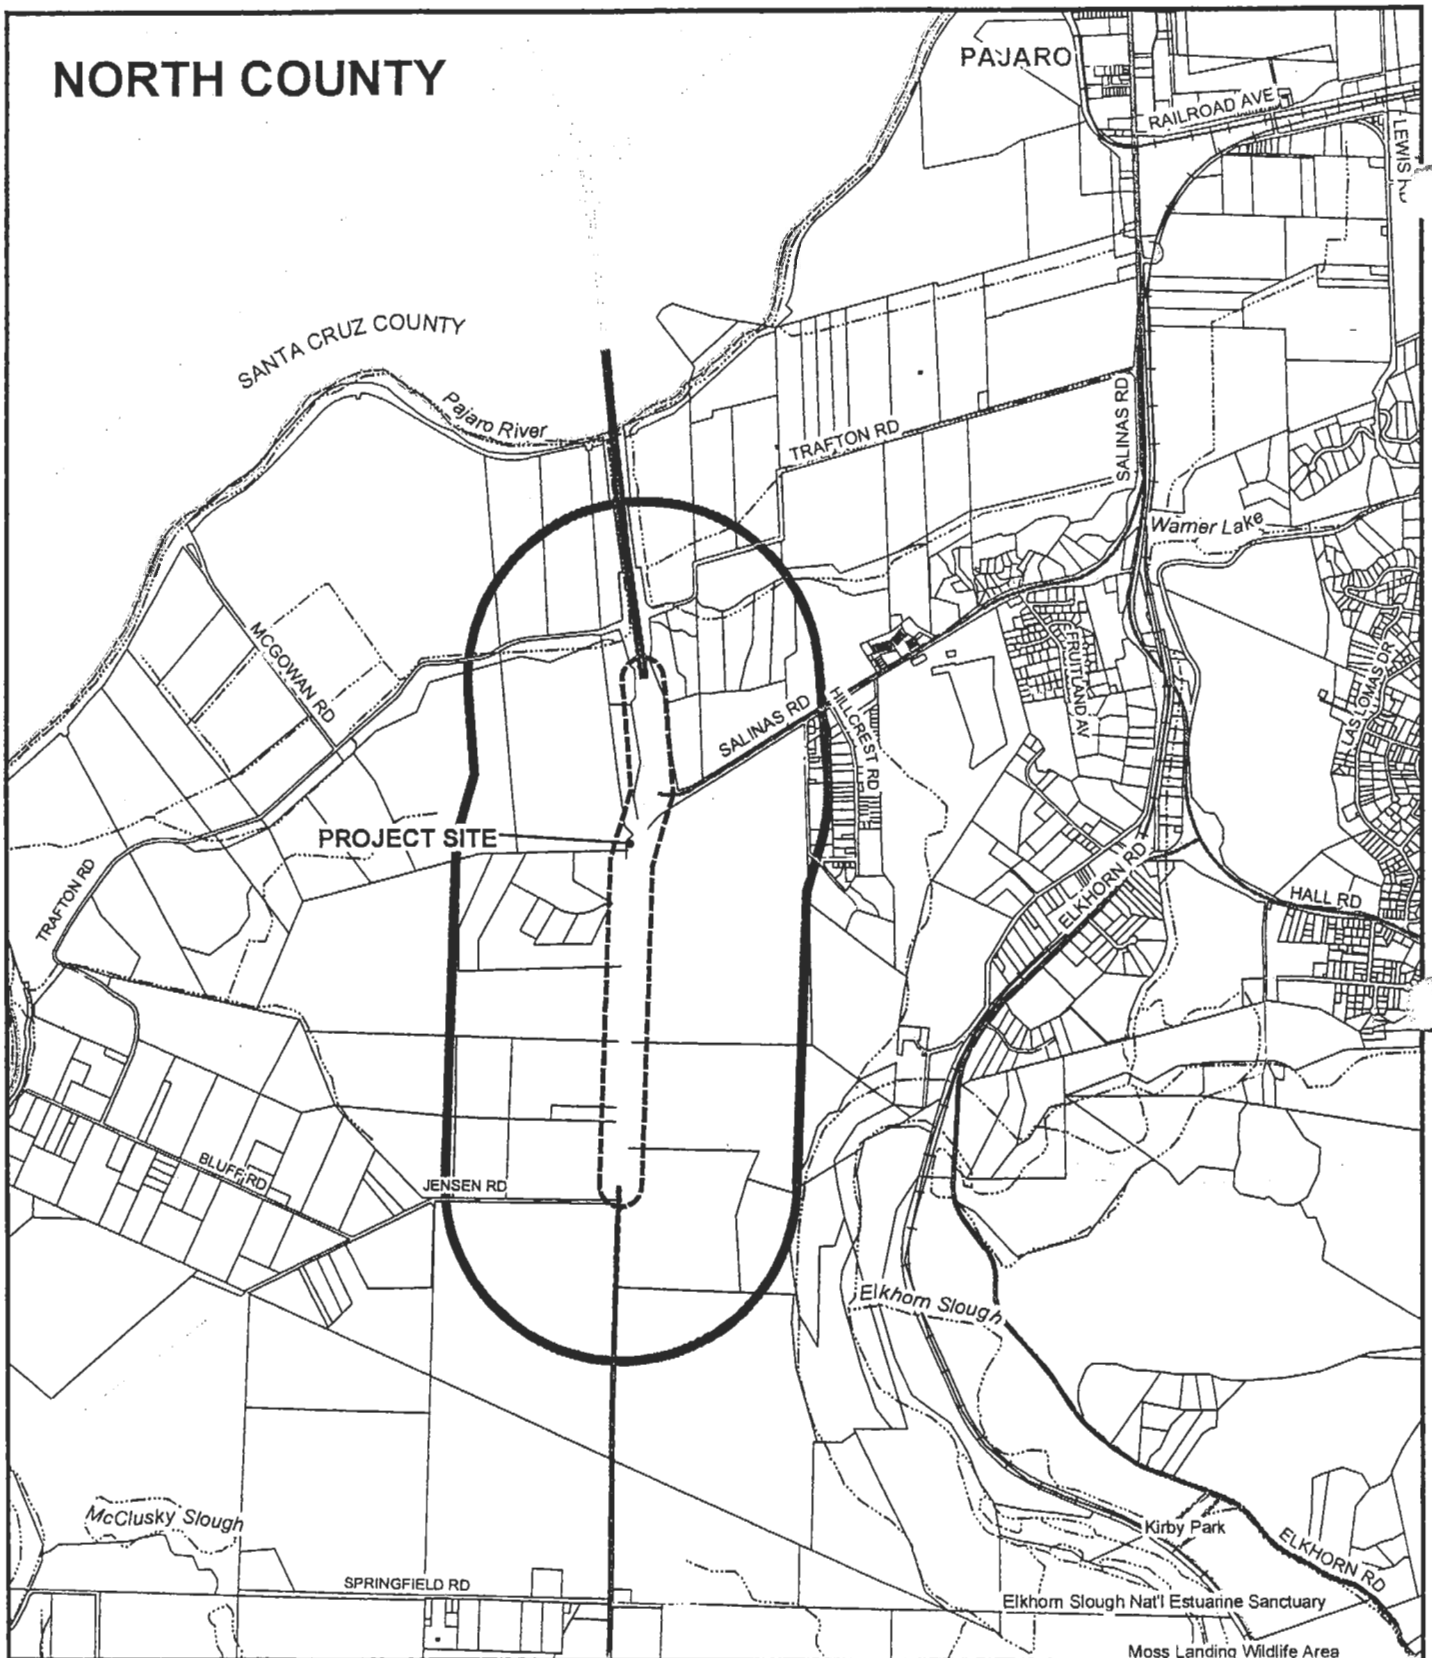 NORTH COUNTY
PAJARO
RAILROAD AVE
LEWIS RD
SANTA CRUZ COUNTY
Pajaro River
TRAFTON RD
SALINAS RD
Warner Lake
MCGOWAN RD
FRUITLAND AV
LAS LOMAS DR
SALINAS RD
HILLCREST RD
SALINAS RD
PROJECT SITE
TRAFTON RD
ELKHORN RD
HALL RD
BLUFF RD
JENSEN RD
Elkhorn Slough
McClusky Slough
Kirby Park
ELKHORN RD
SPRINGFIELD RD
Elkhorn Slough Nat'l Estuarine Sanctuary
Moss Landing Wildlife Area